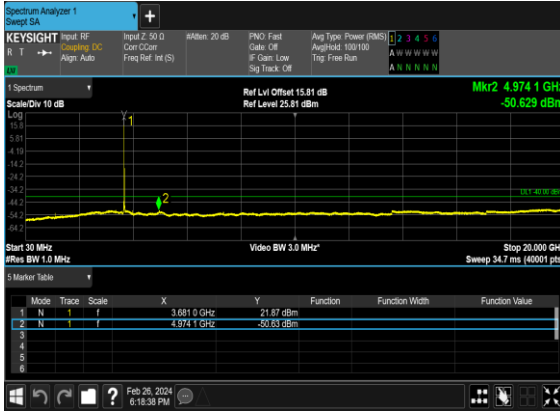 Spectrum Analyzer 1
Swept SA
+
KEYSIGHT Input: RF Input Z: 50 Ω #Atten: 20 dB PNO: Fast Avg Type: Power (RMS) 1 2 3 4 5 6
R T Coupling: DC Corr CCorr Gate: Off Avg|Hold: 100/100 A W W W W W
Align: Auto Freq Ref: Int (S) IF Gain: Low Trig: Free Run
Sig Track: Off A N N N N N
1 Spectrum
Scale/Div 10 dB
Ref Lvl Offset 15.81 dB
Ref Level 25.81 dBm
Mkr2 4.974 1 GHz
-50.629 dBm
Log
15.8
5.81
-4.19
-14.2
-24.2
-34.2
-44.2
-54.2
-64.2
1
2
DL1 -40.00 dBm
Start 30 MHz Video BW 3.0 MHz* Stop 20.000 GH
#Res BW 1.0 MHz Sweep 34.7 ms (40001 pts
5 Marker Table
Mode Trace Scale X Y Function Function Width Function Value
1 N 1 f 3.681 0 GHz 21.87 dBm
2 N 1 f 4.974 1 GHz -50.63 dBm
3
4
5
6
? Feb 26, 2024
6:18:38 PM